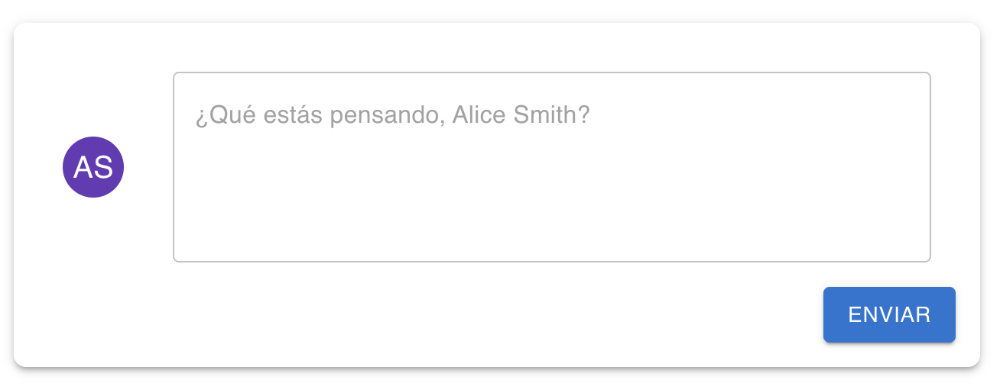 ¿Qué estás pensando, Alice Smith?
AS
ENVIAR